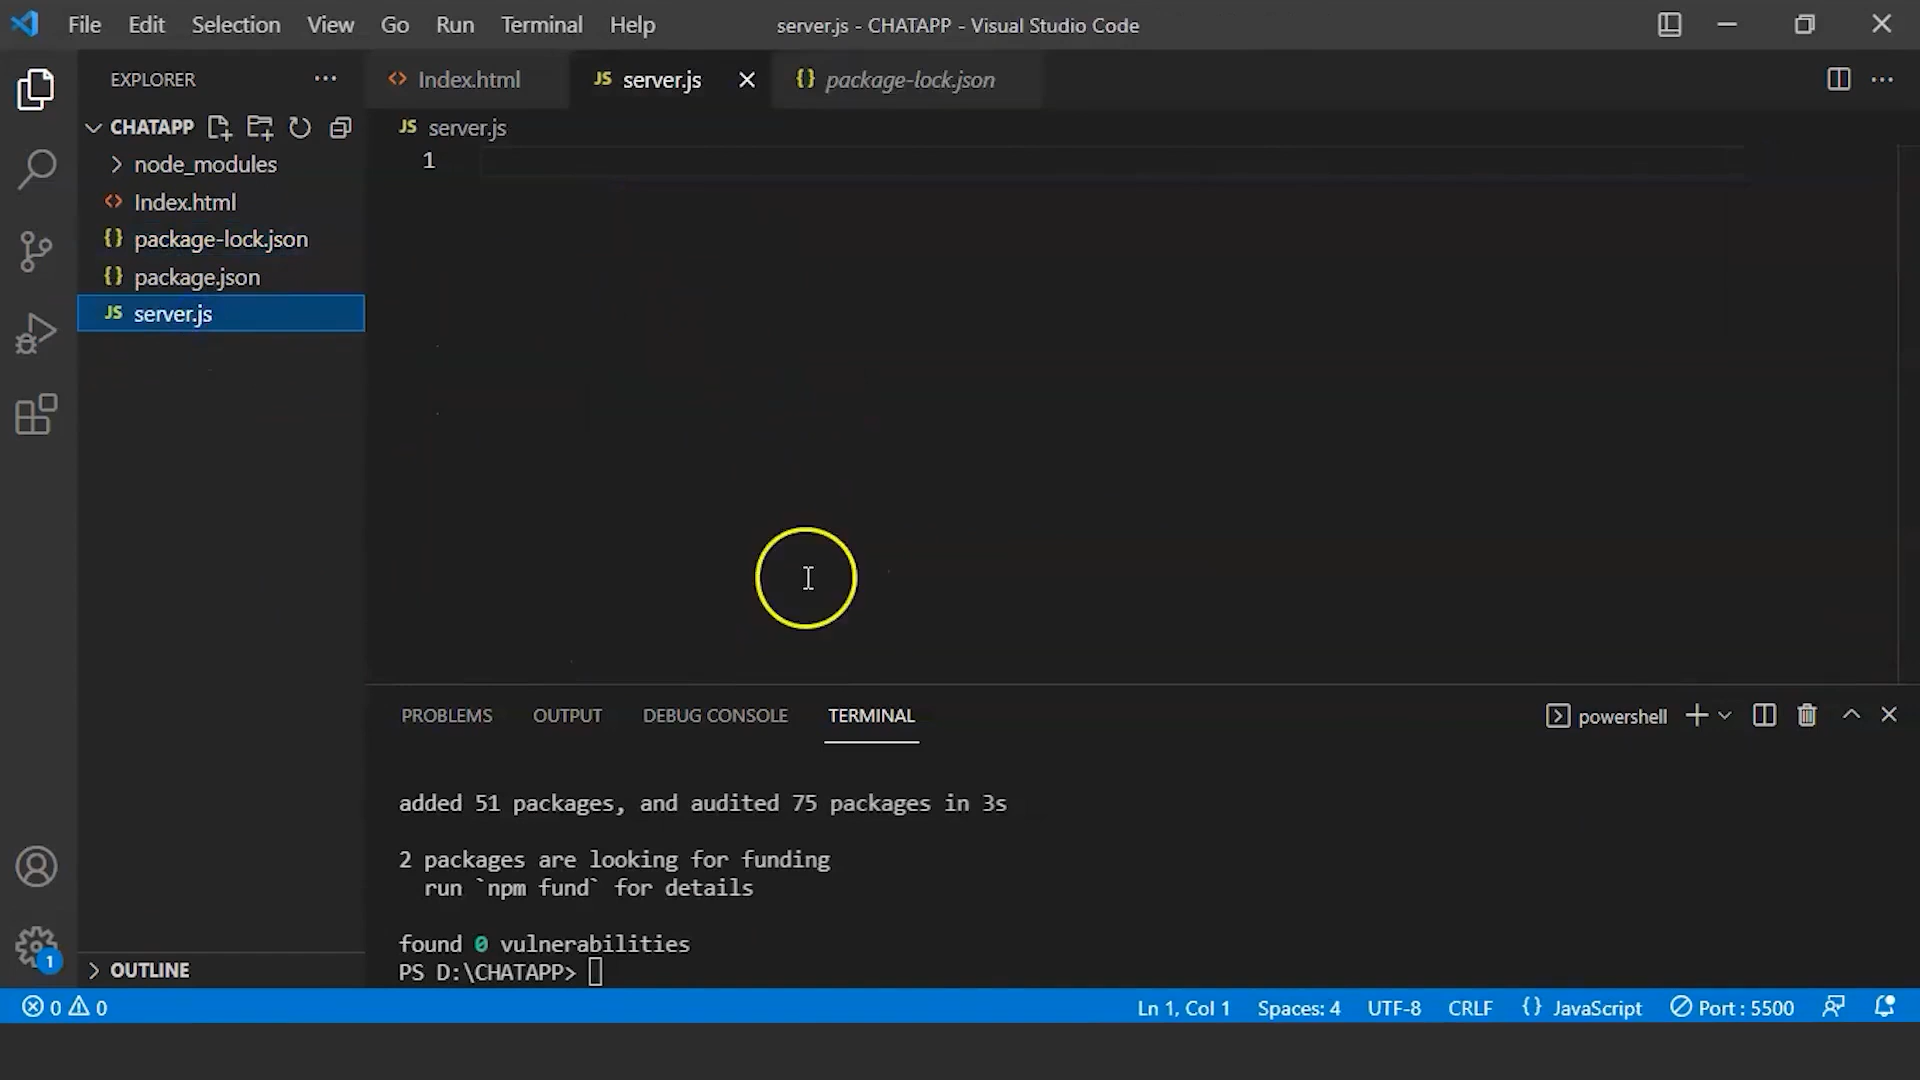 File Edit Selection View Go Run Terminal Help
server.js - CHATAPP - Visual Studio Code
EXPLORER
Index.html
JS server.js
{} package-lock.json
CHATAPP
JS server.js
node_modules
Index.html
{} package-lock.json
{} package.json
JS server.js
1
PROBLEMS OUTPUT DEBUG CONSOLE TERMINAL
powershell
added 51 packages, and audited 75 packages in 3s
2 packages are looking for funding
run `npm fund` for details
found 0 vulnerabilities
PS D:\CHATAPP>
1
OUTLINE
0 0
Ln 1, Col 1 Spaces: 4 UTF-8 CRLF {} JavaScript Port : 5500